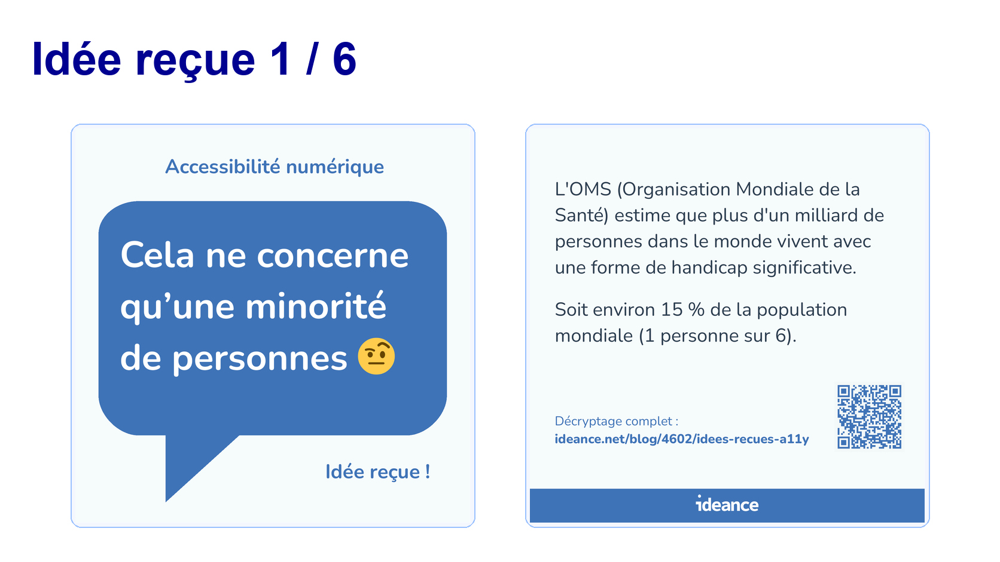 Idée reçue 1 / 6
Accessibilité numérique
Cela ne concerne
qu’une minorité
de personnes 🤨
Idée reçue !
L'OMS (Organisation Mondiale de la
Santé) estime que plus d'un milliard de
personnes dans le monde vivent avec
une forme de handicap significative.
Soit environ 15 % de la population
mondiale (1 personne sur 6).
Décryptage complet :
ideance.net/blog/4602/idees-recues-a11y
ideance